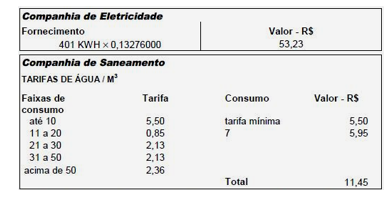 Companhia de Eletricidade
Fornecimento Valor - R$
401 KWH x 0,13276000 53,23
Companhia de Saneamento
TARIFAS DE ÁGUA / M³
Faixas de consumo Tarifa Consumo Valor - R$
até 10 5,50 tarifa mínima 5,50
11 a 20 0,85 7 5,95
21 a 30 2,13
31 a 50 2,13
acima de 50 2,36
Total 11,45